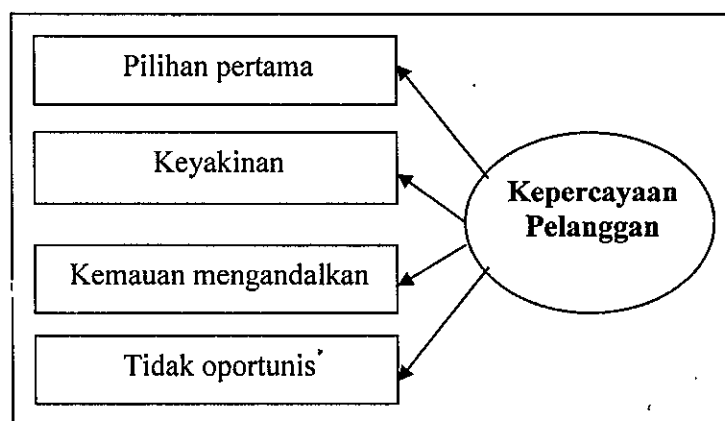 Pilihan pertama
Keyakinan
Kepercayaan
Pelanggan
Kemauan mengandalkan
Tidak oportunis